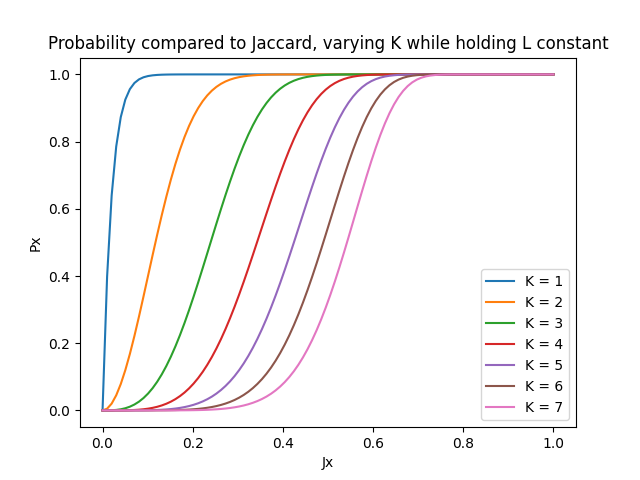 Probability compared to Jaccard, varying K while holding L constant
1.0
0.8
0.6
0.4
0.2
0.0
Px
0.0 0.2 0.4 0.6 0.8 1.0
Jx
K = 1
K = 2
K = 3
K = 4
K = 5
K = 6
K = 7